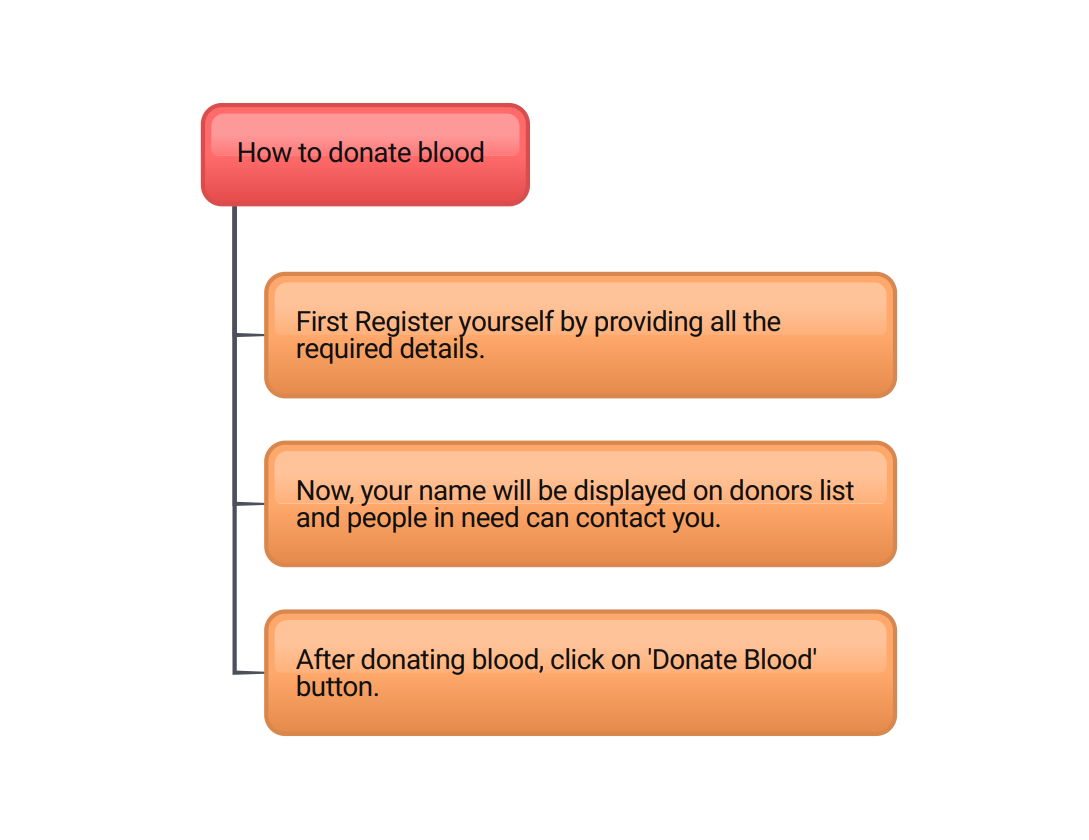 How to donate blood
First Register yourself by providing all the
required details.
Now, your name will be displayed on donors list
and people in need can contact you.
After donating blood, click on 'Donate Blood'
button.